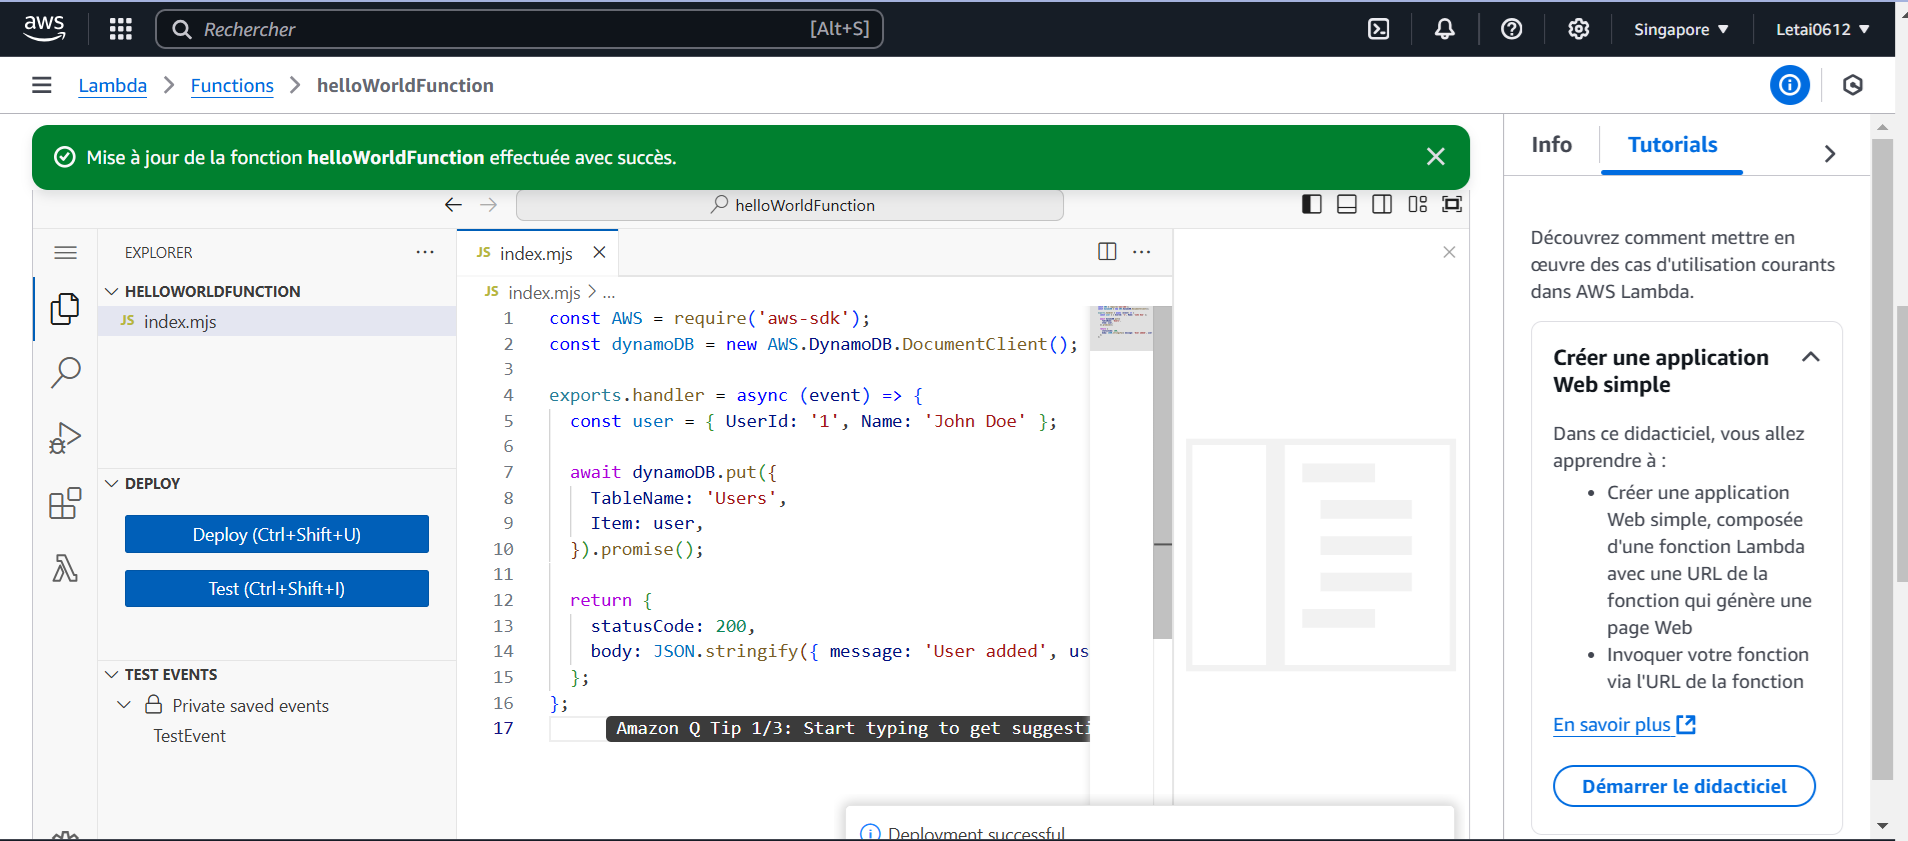 aws
Rechercher [Alt+S]
Singapore
Letai0612
Lambda
Functions
helloWorldFunction
Mise à jour de la fonction helloWorldFunction effectuée avec succès.
helloWorldFunction
EXPLORER
HELLOWORLDFUNCTION
JS index.mjs
DEPLOY
Deploy (Ctrl+Shift+U)
Test (Ctrl+Shift+I)
TEST EVENTS
Private saved events
TestEvent
JS index.mjs
JS index.mjs > ...
1 const AWS = require('aws-sdk');
2 const dynamoDB = new AWS.DynamoDB.DocumentClient();
3
4 exports.handler = async (event) => {
5 const user = { UserId: '1', Name: 'John Doe' };
6
7 await dynamoDB.put({
8 TableName: 'Users',
9 Item: user,
10 }).promise();
11
12 return {
13 statusCode: 200,
14 body: JSON.stringify({ message: 'User added', us
15 };
16 };
17 Amazon Q Tip 1/3: Start typing to get suggesti
Deployment successful
Info
Tutorials
Découvrez comment mettre en
œuvre des cas d'utilisation courants
dans AWS Lambda.
Créer une application
Web simple
Dans ce didacticiel, vous allez
apprendre à :
• Créer une application
Web simple, composée
d'une fonction Lambda
avec une URL de la
fonction qui génère une
page Web
• Invoquer votre fonction
via l'URL de la fonction
En savoir plus
Démarrer le didacticiel